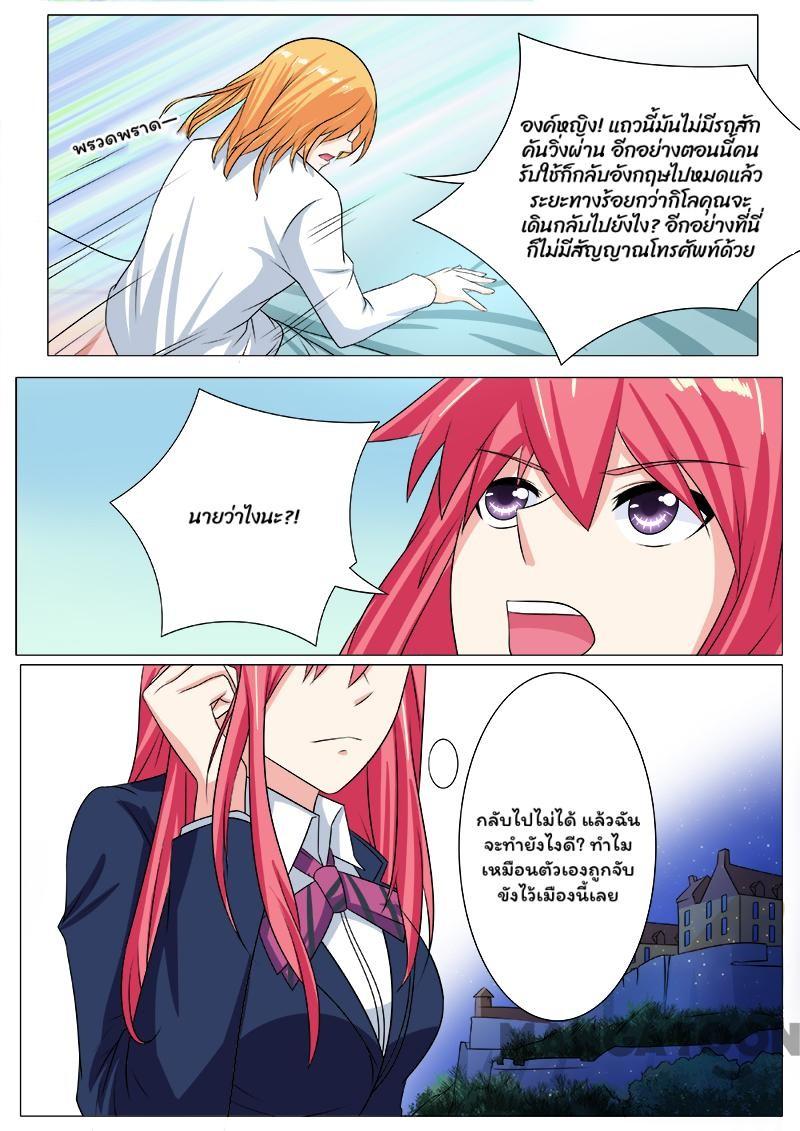 พรวดพราด—
องค์หญิง! แถวนี้มันไม่มีรถสัก
คันวิ่งผ่าน อีกอย่างตอนนี้คน
รับใช้ก็กลับอังกฤษไปหมดแล้ว
ระยะทางร้อยกว่ากิโลคุณจะ
เดินกลับไปยังไง? อีกอย่างที่นี่
ก็ไม่มีสัญญาณโทรศัพท์ด้วย
นายว่าไงนะ?!
กลับไปไม่ได้ แล้วฉัน
จะทำยังไงดี? ทำไม
เหมือนตัวเองถูกจับ
ขังไว้เมืองนี้เลย
MANGATOON